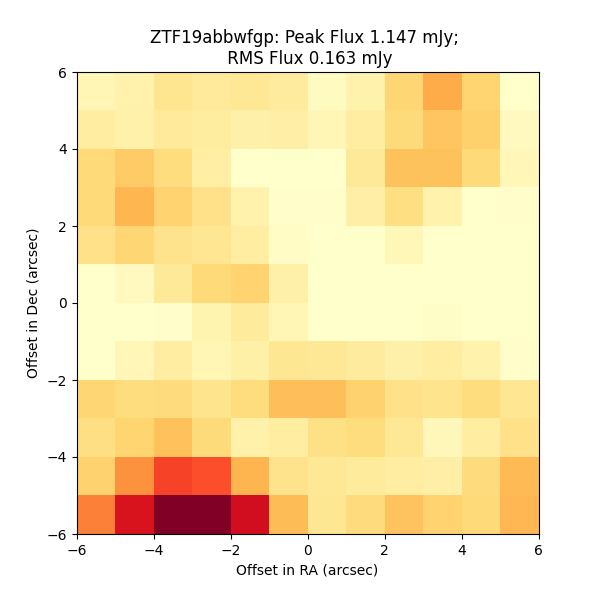 ZTF19abbwfgp: Peak Flux 1.147 mJy;
RMS Flux 0.163 mJy
6
4
2
0
−2
−4
−6
Offset in Dec (arcsec)
−6 −4 −2 0 2 4 6
Offset in RA (arcsec)